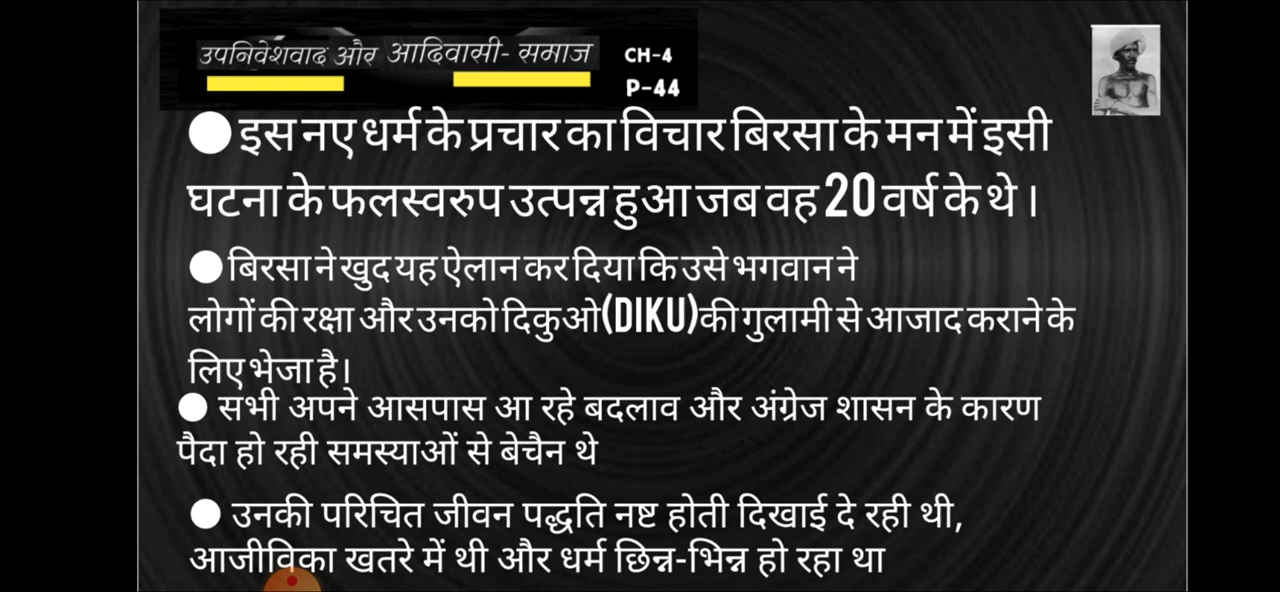 उपनिवेशवाद और आदिवासी- समाज CH-4
P-44
● इस नए धर्म के प्रचार का विचार बिरसा के मन में इसी
घटना के फलस्वरुप उत्पन्न हुआ जब वह 20 वर्ष के थे ।
● बिरसा ने खुद यह ऐलान कर दिया कि उसे भगवान ने
लोगों की रक्षा और उनको दिकुओ(DIKU)की गुलामी से आजाद कराने के
लिए भेजा है।
● सभी अपने आसपास आ रहे बदलाव और अंग्रेज शासन के कारण
पैदा हो रही समस्याओं से बेचैन थे
● उनकी परिचित जीवन पद्धति नष्ट होती दिखाई दे रही थी,
आजीविका खतरे में थी और धर्म छिन्न-भिन्न हो रहा था